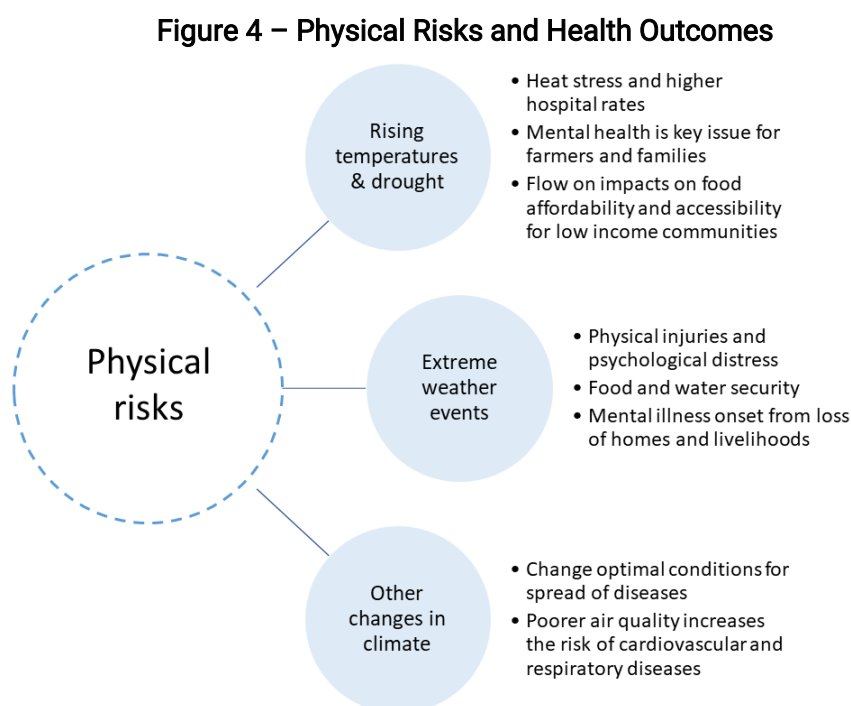 Figure 4 – Physical Risks and Health Outcomes
Rising
temperatures
& drought
• Heat stress and higher
hospital rates
• Mental health is key issue for
farmers and families
• Flow on impacts on food
affordability and accessibility
for low income communities
Physical
risks
Extreme
weather
events
• Physical injuries and
psychological distress
• Food and water security
• Mental illness onset from loss
of homes and livelihoods
Other
changes in
climate
• Change optimal conditions for
spread of diseases
• Poorer air quality increases
the risk of cardiovascular and
respiratory diseases